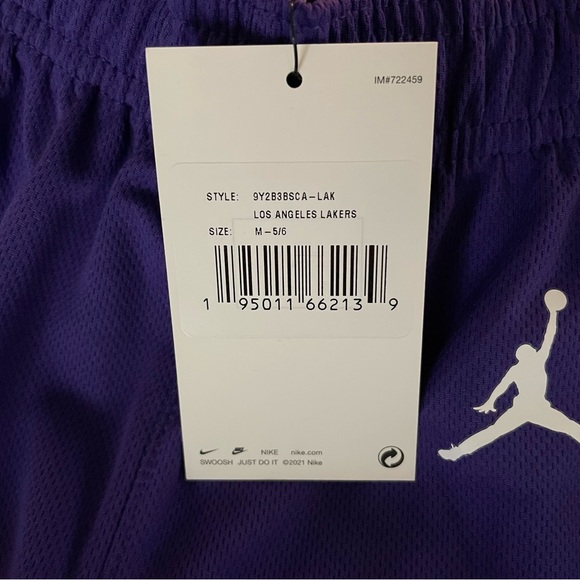 IM#722459
STYLE: 9Y2B3BSCA-LAK
LOS ANGELES LAKERS
SIZE: M-5/6
1 95011 66213 9
NIKE nike.com
SWOOSH JUST DO IT ©2021 Nike